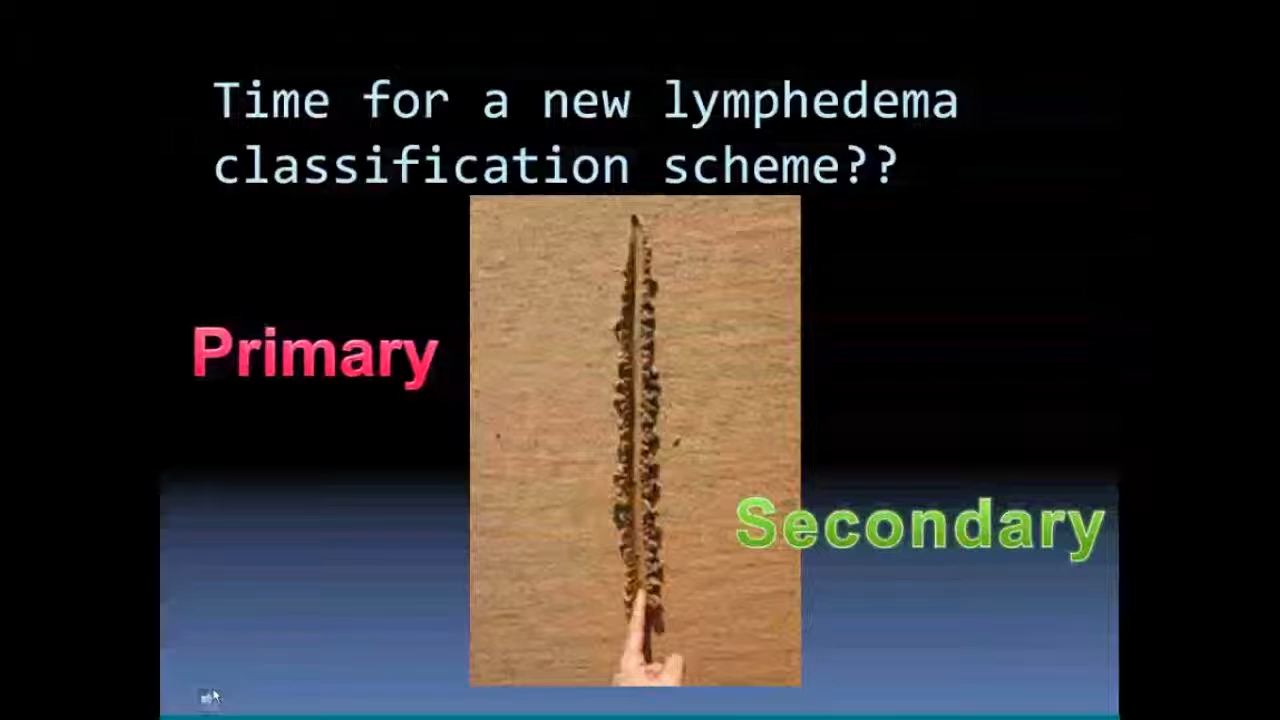 Time for a new lymphedema
classification scheme??
Primary
Secondary